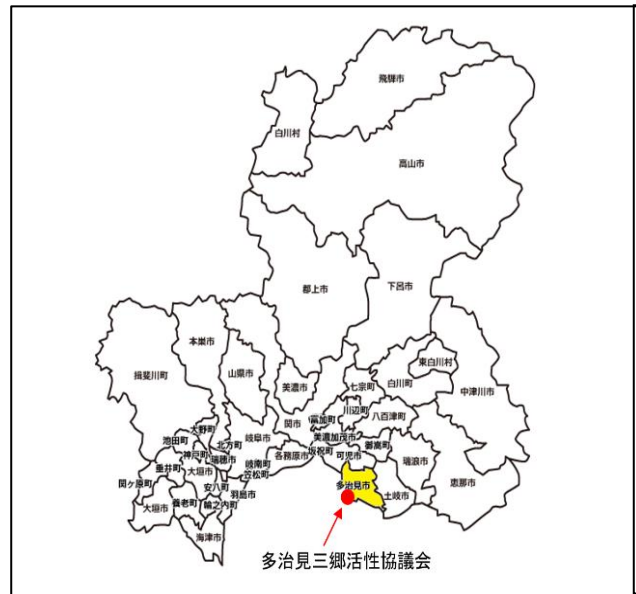 飛騨市
白川村
高山市
郡上市
下呂市
本巣市
揖斐川町
山県市
美濃市
七宗町
白川町
東白川村
中津川市
関市
富加町
川辺町
八百津町
美濃加茂市
御嵩町
坂祝町
可児市
瑞浪市
恵那市
大野町
池田町
北方町
岐阜市
各務原市
神戸町
瑞穂市
垂井町
大垣市
岐南町
笠松町
関ヶ原町
安八町
羽島市
大垣市
養老町
輪之内町
海津市
多治見市
土岐市
多治見三郷活性協議会